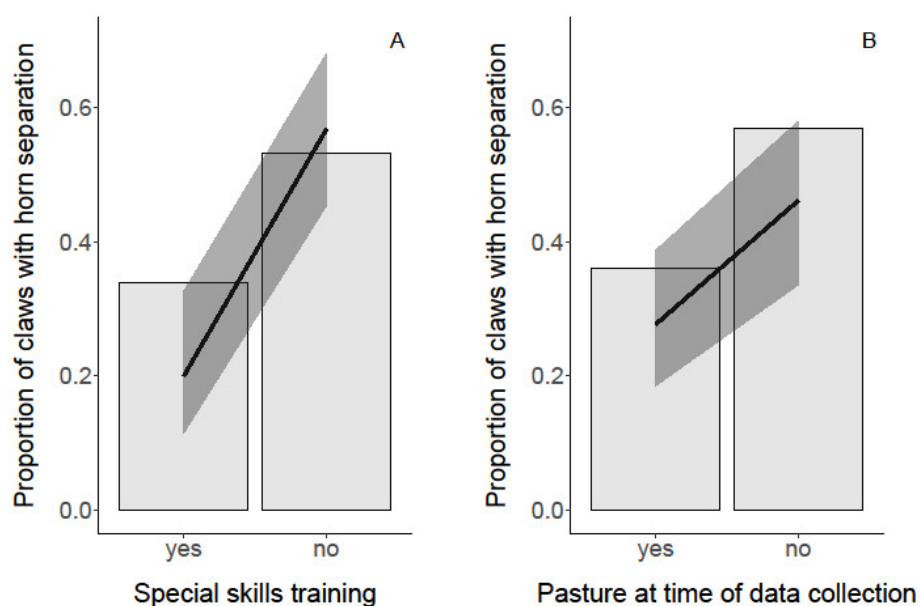 A
Proportion of claws with horn separation
0.6
0.4
0.2
0.0
yes
no
Special skills training
B
Proportion of claws with horn separation
0.6
0.4
0.2
0.0
yes
no
Pasture at time of data collection